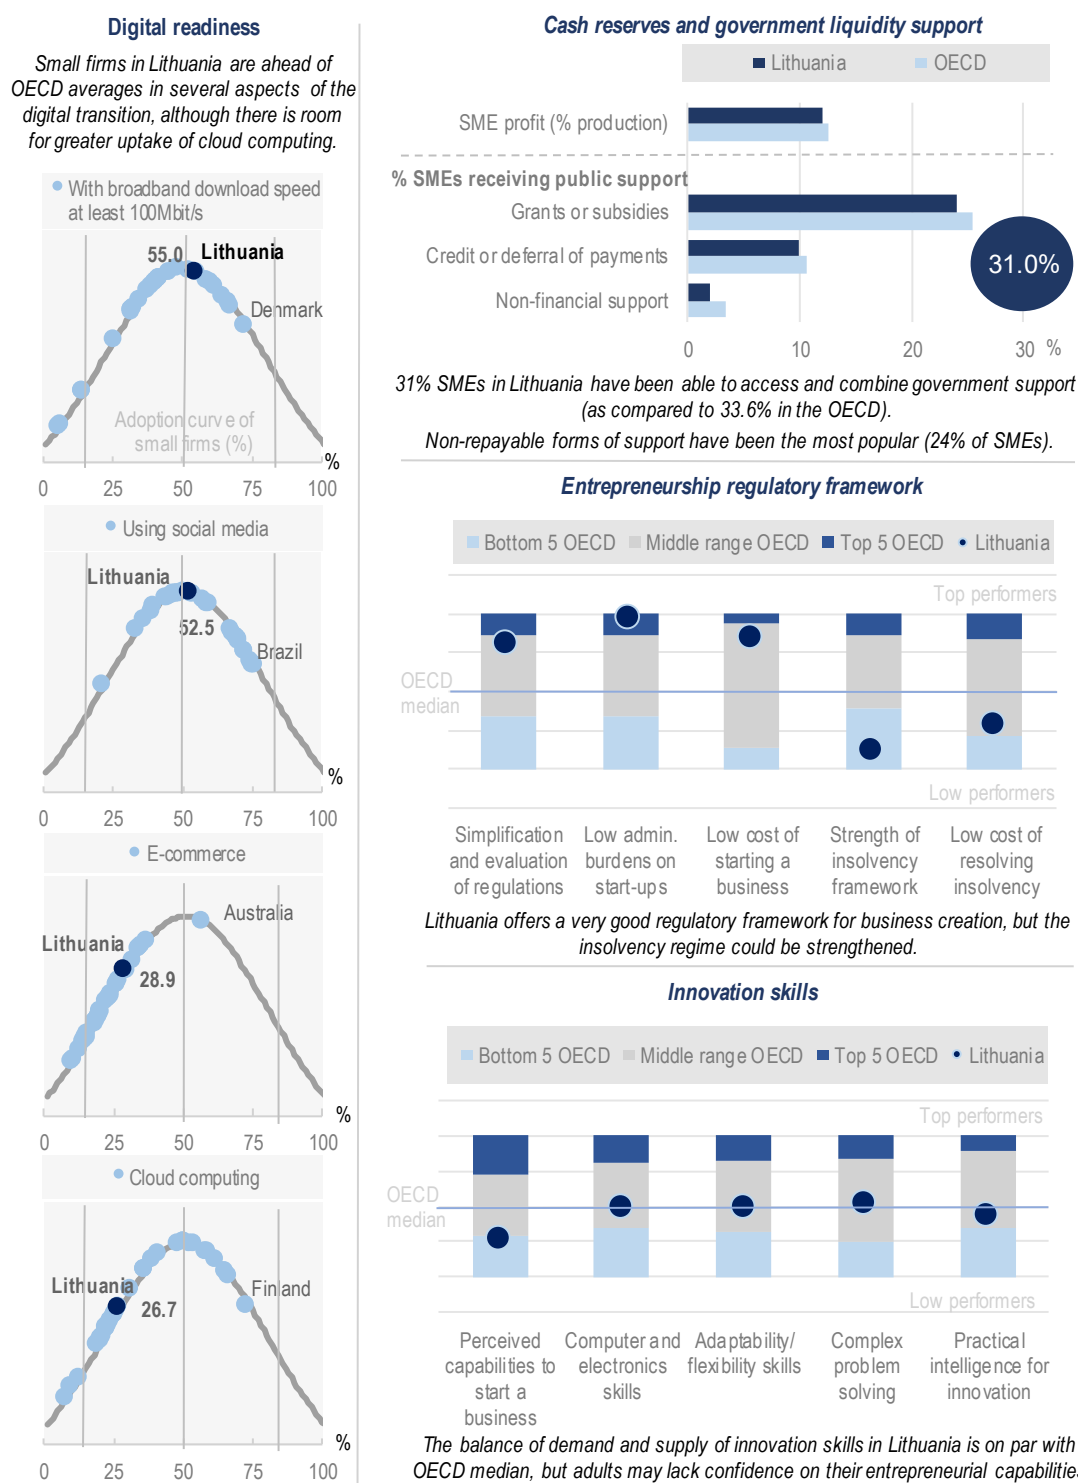 Digital readiness
Small firms in Lithuania are ahead of
OECD averages in several aspects of the
digital transition, although there is room
for greater uptake of cloud computing.
With broadband download speed
at least 100Mbit/s
55.0
Lithuania
Denmark
Adoption curve of
small firms (%)
%
0 25 50 75 100
Using social media
Lithuania
52.5
Brazil
%
0 25 50 75 100
E-commerce
Australia
Lithuania
28.9
%
0 25 50 75 100
Cloud computing
Lithuania
Finland
26.7
%
0 25 50 75 100
Cash reserves and government liquidity support
Lithuania OECD
SME profit (% production)
% SMEs receiving public support
Grants or subsidies
Credit or deferral of payments
31.0%
Non-financial support
0 10 20 30 %
31% SMEs in Lithuania have been able to access and combine government support
(as compared to 33.6% in the OECD).
Non-repayable forms of support have been the most popular (24% of SMEs).
Entrepreneurship regulatory framework
Bottom 5 OECD Middle range OECD Top 5 OECD Lithuania
Top performers
OECD
median
Low performers
Simplification
and evaluation
of regulations
Low admin.
burdens on
start-ups
Low cost of
starting a
business
Strength of
insolvency
framework
Low cost of
resolving
insolvency
Lithuania offers a very good regulatory framework for business creation, but the
insolvency regime could be strengthened.
Innovation skills
Bottom 5 OECD Middle range OECD Top 5 OECD Lithuania
Top performers
OECD
median
Low performers
Perceived
capabilities to
start a
business
Computer and
electronics
skills
Adaptability/
flexibility skills
Complex
problem
solving
Practical
intelligence for
innovation
The balance of demand and supply of innovation skills in Lithuania is on par with
OECD median, but adults may lack confidence on their entrepreneurial capabilitie